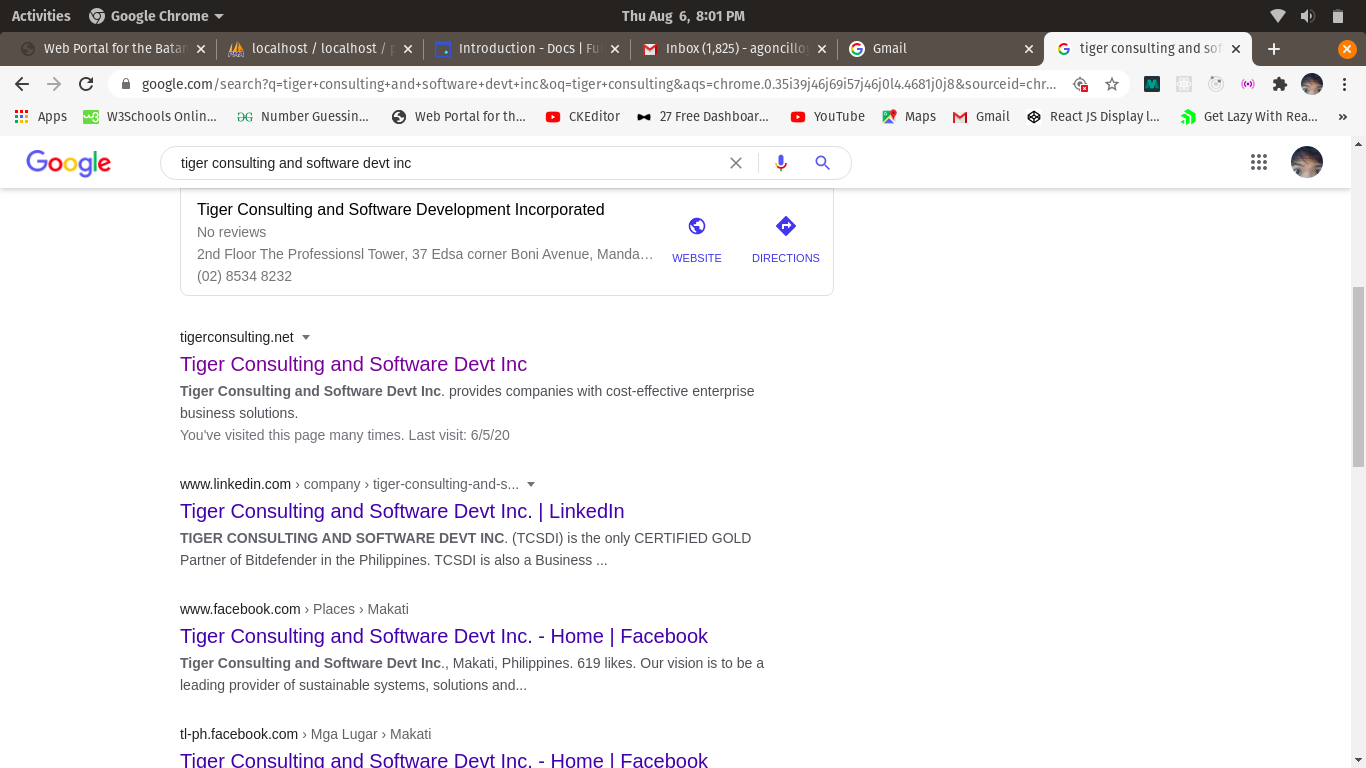 Activities Google Chrome Thu Aug 6, 8:01 PM
Web Portal for the Batan localhost / localhost / p Introduction - Docs | Fu Inbox (1,825) - agoncillo Gmail tiger consulting and sof
google.com/search?q=tiger+consulting+and+software+devt+inc&oq=tiger+consulting&aqs=chrome.0.35i39j46j69i57j46j0l4.4681j0j8&sourceid=chr...
Apps W3Schools Onlin... Number Guessin... Web Portal for th... CKEditor 27 Free Dashboar... YouTube Maps Gmail React JS Display l... Get Lazy With Rea... »
Google tiger consulting and software devt inc
Tiger Consulting and Software Development Incorporated
No reviews
2nd Floor The Professionsl Tower, 37 Edsa corner Boni Avenue, Manda...
(02) 8534 8232
WEBSITE DIRECTIONS
tigerconsulting.net
Tiger Consulting and Software Devt Inc
Tiger Consulting and Software Devt Inc. provides companies with cost-effective enterprise
business solutions.
You've visited this page many times. Last visit: 6/5/20
www.linkedin.com › company › tiger-consulting-and-s...
Tiger Consulting and Software Devt Inc. | LinkedIn
TIGER CONSULTING AND SOFTWARE DEVT INC. (TCSDI) is the only CERTIFIED GOLD
Partner of Bitdefender in the Philippines. TCSDI is also a Business ...
www.facebook.com › Places › Makati
Tiger Consulting and Software Devt Inc. - Home | Facebook
Tiger Consulting and Software Devt Inc., Makati, Philippines. 619 likes. Our vision is to be a
leading provider of sustainable systems, solutions and...
tl-ph.facebook.com › Mga Lugar › Makati
Tiger Consulting and Software Devt Inc. - Home | Facebook